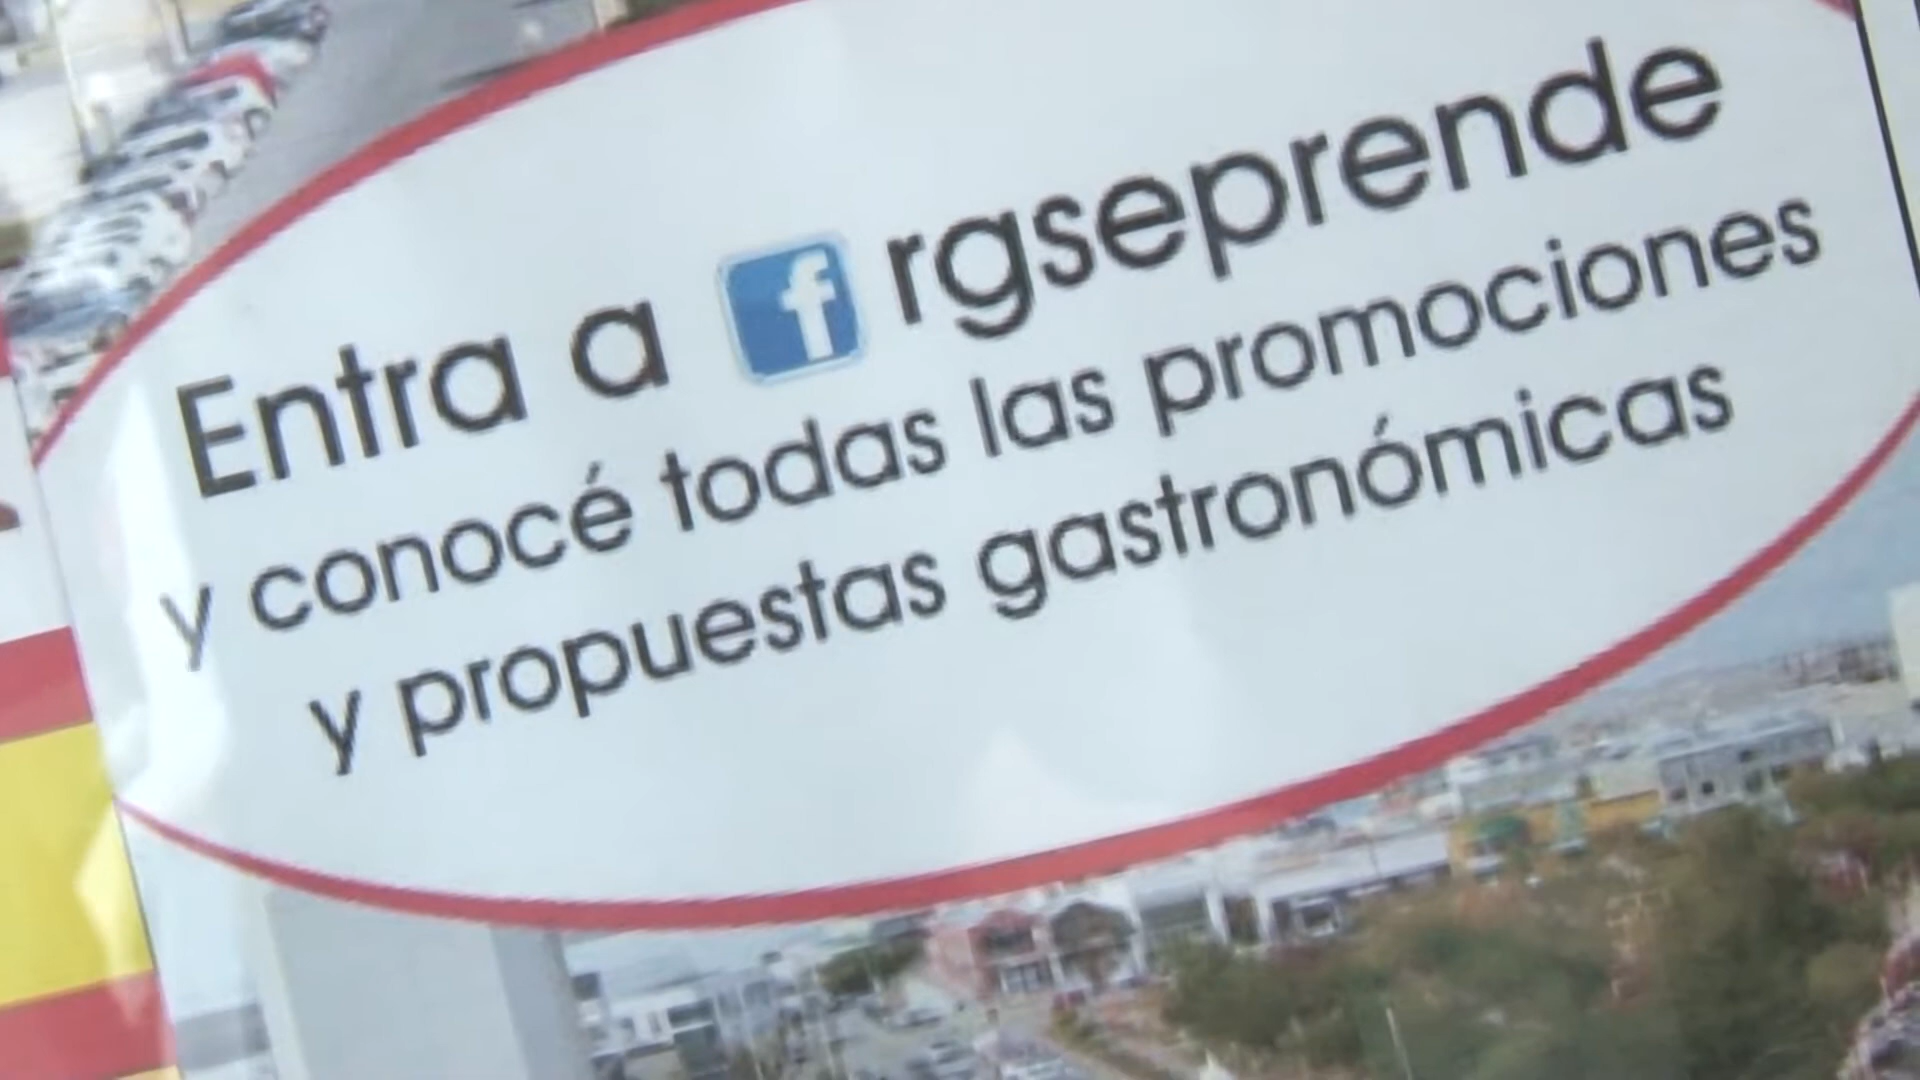 Entra a f rgseprende
y conocé todas las promociones
y propuestas gastronómicas